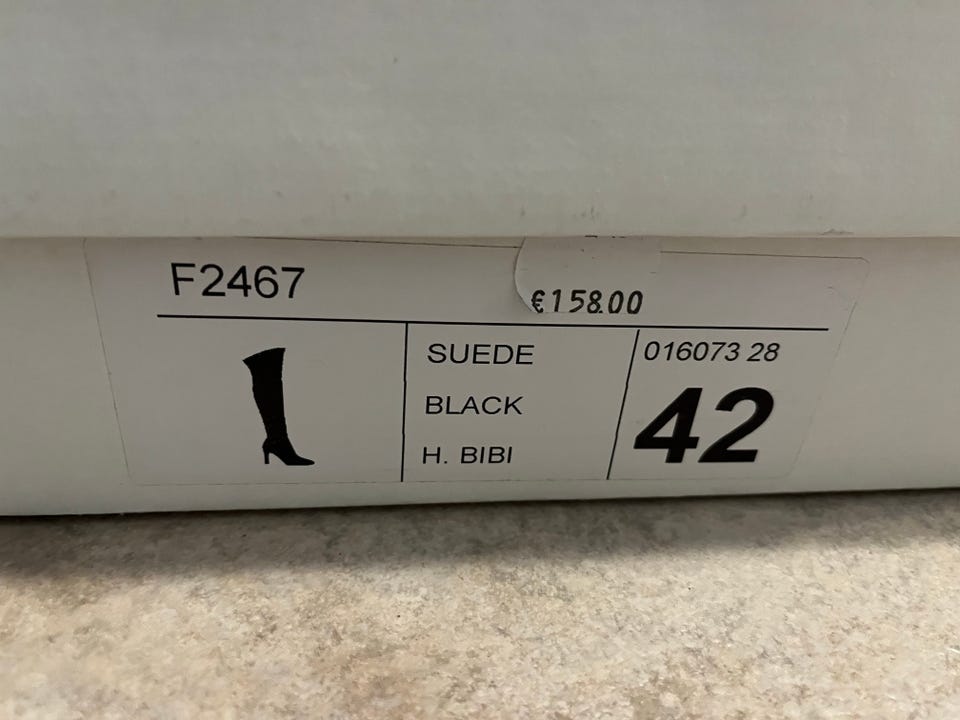 F2467
€158.00
SUEDE
BLACK
H. BIBI
016073 28
42